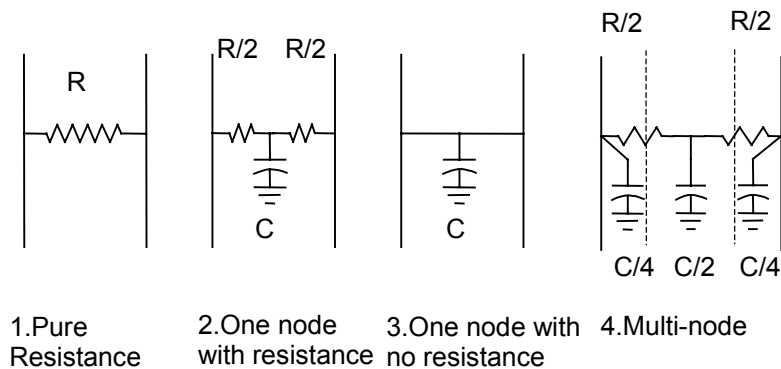 R
R/2 R/2
C
C
R/2 R/2
C/4 C/2 C/4
1.Pure
Resistance
2.One node
with resistance
3.One node with
no resistance
4.Multi-node